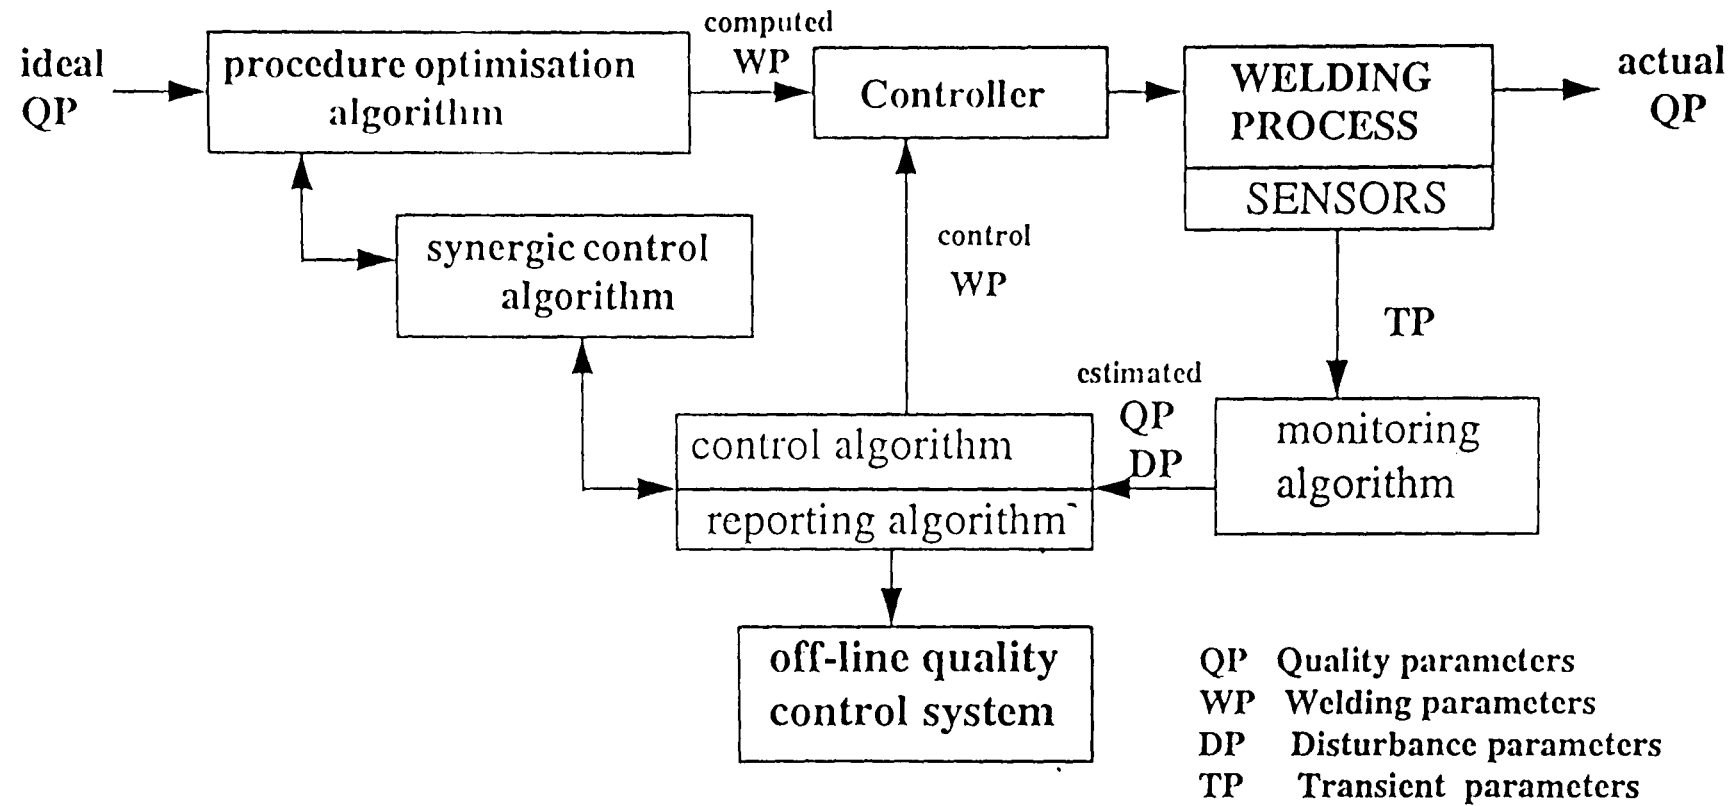 ideal
QP
procedure optimisation
algorithm
computed
WP
Controller
WELDING
PROCESS
SENSORS
actual
QP
synergic control
algorithm
control
WP
TP
estimated
QP
DP
control algorithm
reporting algorithm
monitoring
algorithm
off-line quality
control system
QP Quality parameters
WP Welding parameters
DP Disturbance parameters
TP Transient parameters